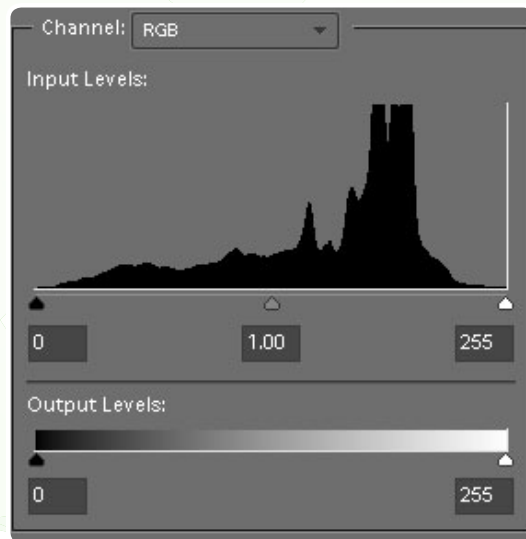 Channel: RGB
Input Levels:
0 1.00 255
Output Levels:
0 255